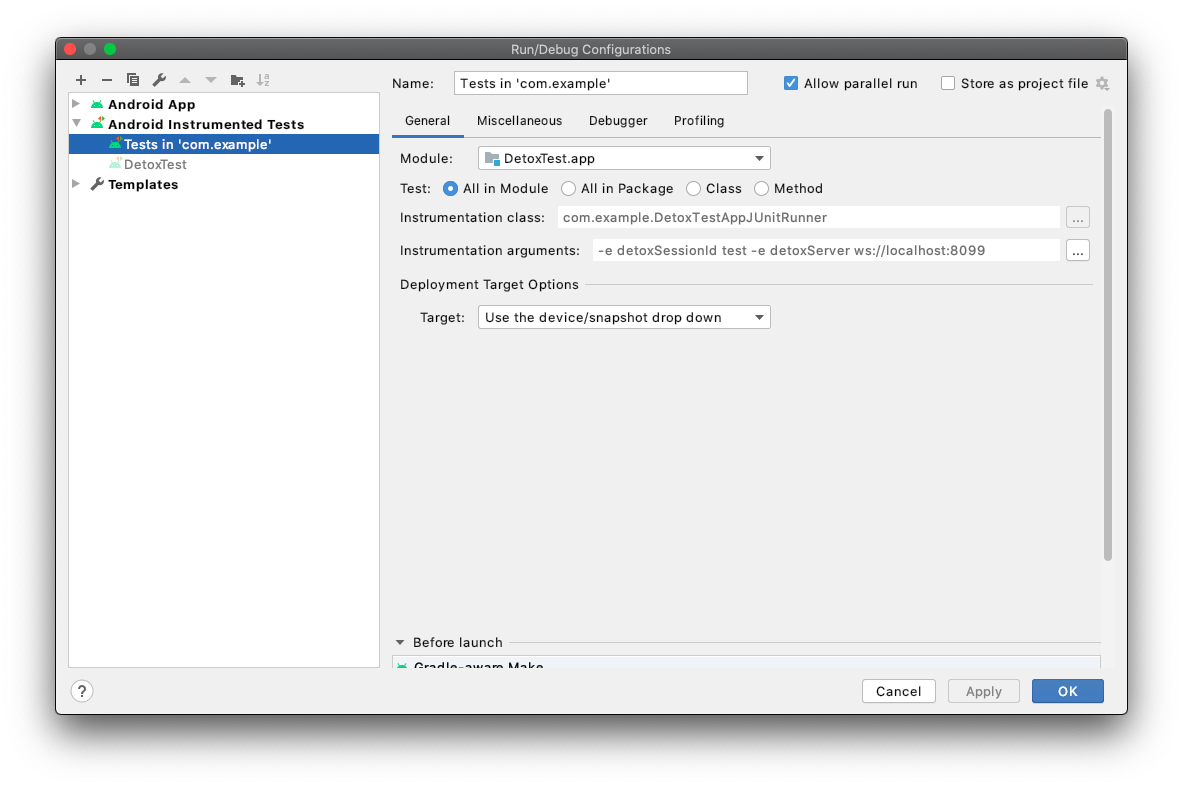 Run/Debug Configurations
Android App
Android Instrumented Tests
Tests in 'com.example'
DetoxTest
Templates
Name: Tests in 'com.example' Allow parallel run Store as project file
General Miscellaneous Debugger Profiling
Module: DetoxTest.app
Test: All in Module All in Package Class Method
Instrumentation class: com.example.DetoxTestAppJUnitRunner ...
Instrumentation arguments: -e detoxSessionId test -e detoxServer ws://localhost:8099 ...
Deployment Target Options
Target: Use the device/snapshot drop down
Before launch
Gradle-aware Make
? Cancel Apply OK